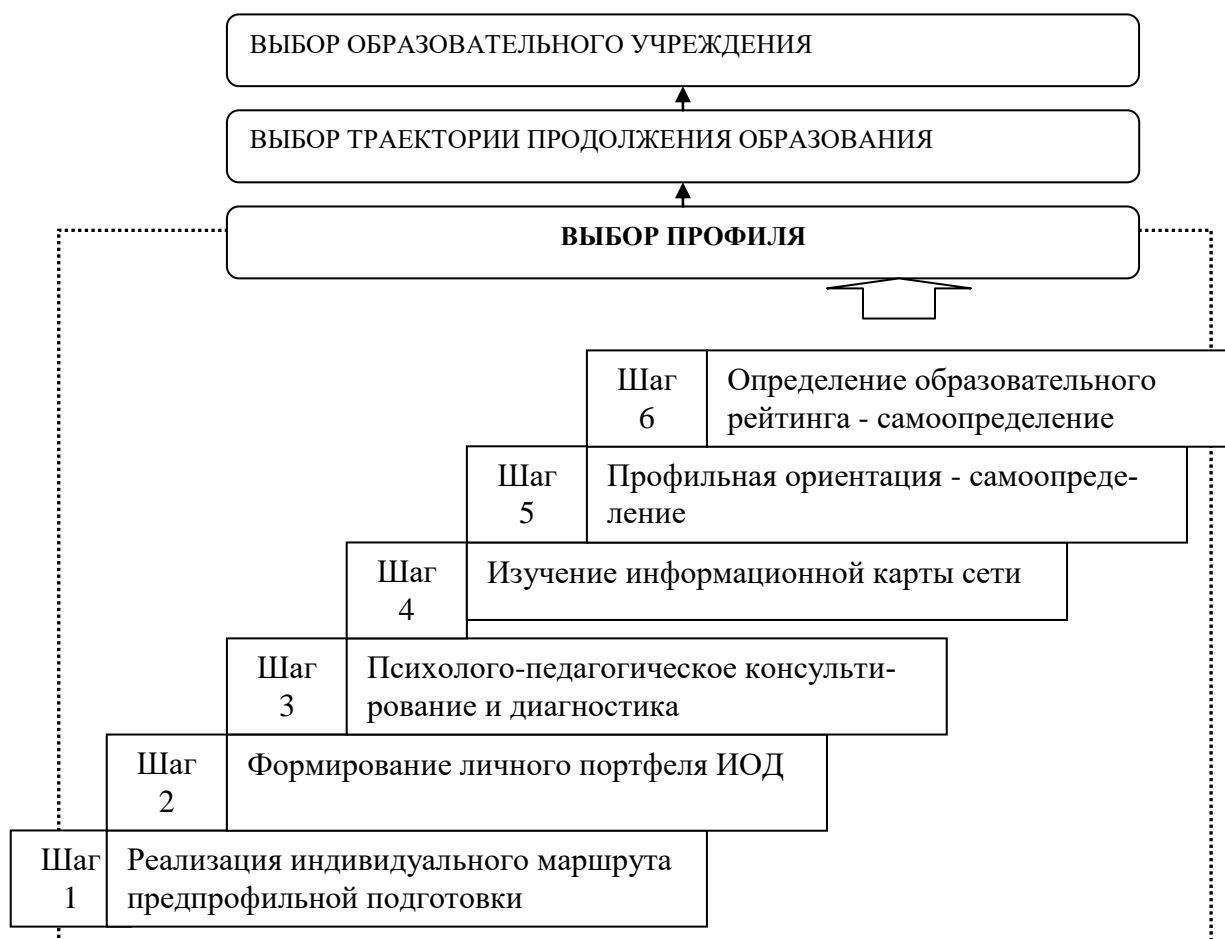 ВЫБОР ОБРАЗОВАТЕЛЬНОГО УЧРЕЖДЕНИЯ
ВЫБОР ТРАЕКТОРИИ ПРОДОЛЖЕНИЯ ОБРАЗОВАНИЯ
ВЫБОР ПРОФИЛЯ
Шаг
6
Определение образовательного
рейтинга - самоопределение
Шаг
5
Профильная ориентация - самоопреде-
ление
Шаг
4
Изучение информационной карты сети
Шаг
3
Психолого-педагогическое консульти-
рование и диагностика
Шаг
2
Формирование личного портфеля ИОД
Шаг
1
Реализация индивидуального маршрута
предпрофильной подготовки